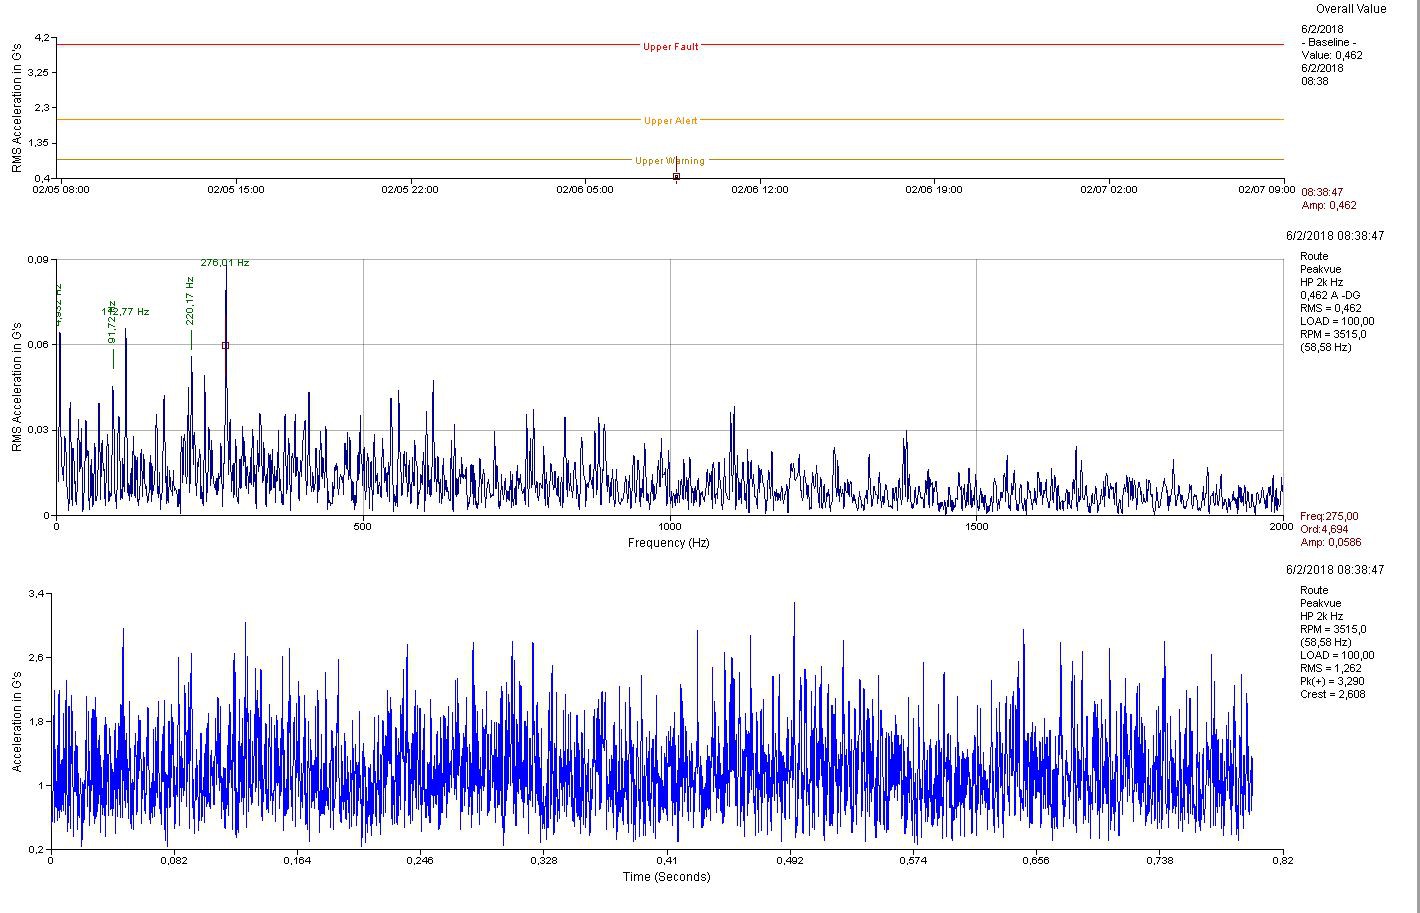 Overall Value
6/2/2018
- Baseline -
Value: 0,462
6/2/2018
08:38
RMS Acceleration in G's
4,2
3,25
2,3
1,35
0,4
Upper Fault
Upper Alert
Upper Warning
02/05 08:00 02/05 15:00 02/05 22:00 02/06 05:00 02/06 12:00 02/06 19:00 02/07 02:00 02/07 09:00
08:38:47
Amp: 0,462
6/2/2018 08:38:47
Route
Peakvue
HP 2k Hz
0,462 A -DG
RMS = 0,462
LOAD = 100,00
RPM = 3515,0
(58,58 Hz)
RMS Acceleration in G's
0,09
0,06
0,03
0
91,72 Hz
112,77 Hz
220,17 Hz
276,01 Hz
0 500 1000 1500 2000
Frequency (Hz)
Freq:275,00
Ord:4,694
Amp: 0,0586
6/2/2018 08:38:47
Route
Peakvue
HP 2k Hz
RPM = 3515,0
(58,58 Hz)
LOAD = 100,00
RMS = 1,262
Pk(+) = 3,290
Crest = 2,608
Acceleration in G's
3,4
2,6
1,8
1
0,2
0 0,082 0,164 0,246 0,328 0,41 0,492 0,574 0,656 0,738 0,82
Time (Seconds)